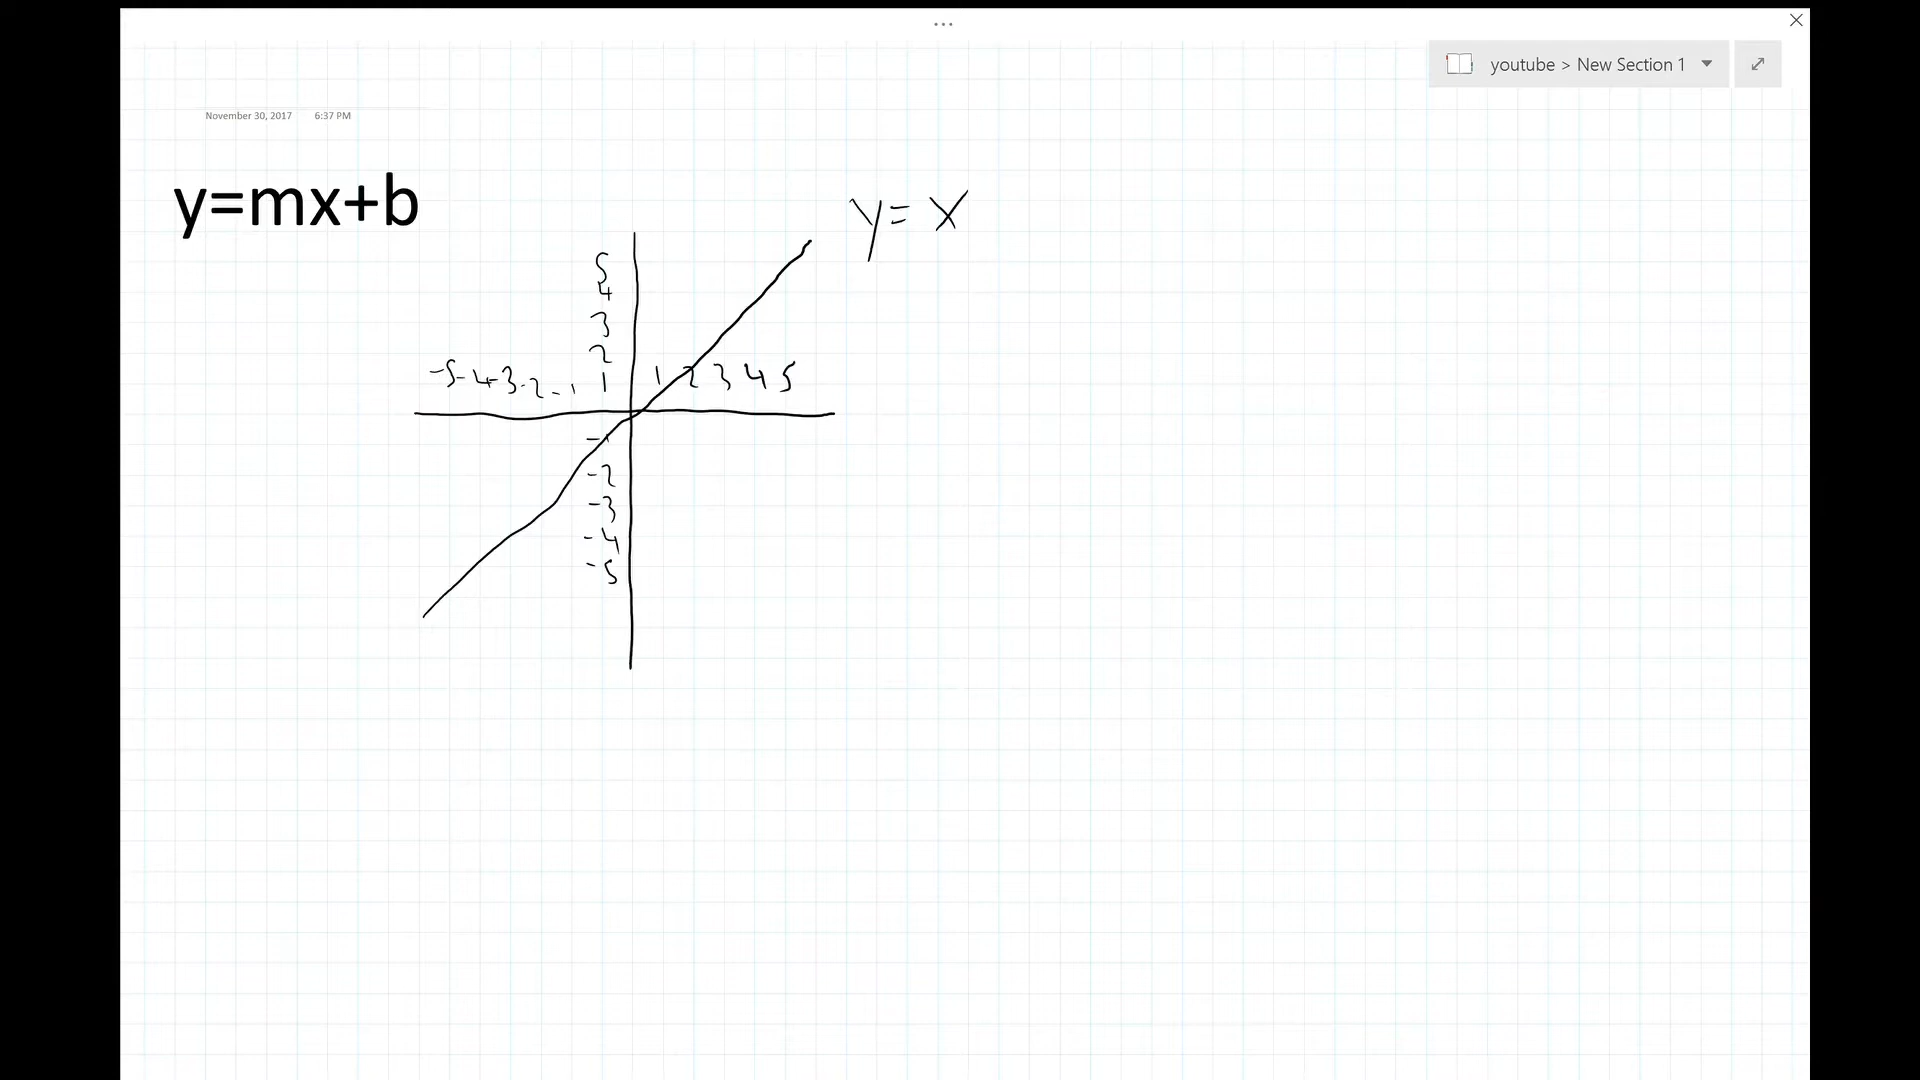 ...
youtube > New Section 1
November 30, 2017 6:37 PM
y=mx+b
y= x
5
4
3
2
1
-5 -4 -3 -2 -1
1 2 3 4 5
-1
-2
-3
-4
-5